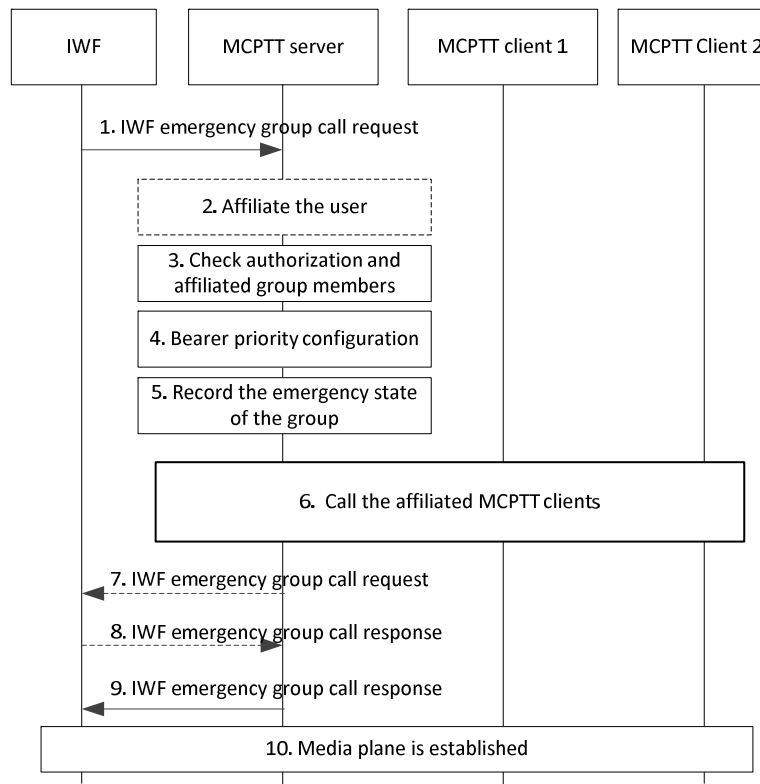 IWF
MCPTT server
MCPTT client 1
MCPTT Client 2
1. IWF emergency group call request
2. Affiliate the user
3. Check authorization and
affiliated group members
4. Bearer priority configuration
5. Record the emergency state
of the group
6. Call the affiliated MCPTT clients
7. IWF emergency group call request
8. IWF emergency group call response
9. IWF emergency group call response
10. Media plane is established